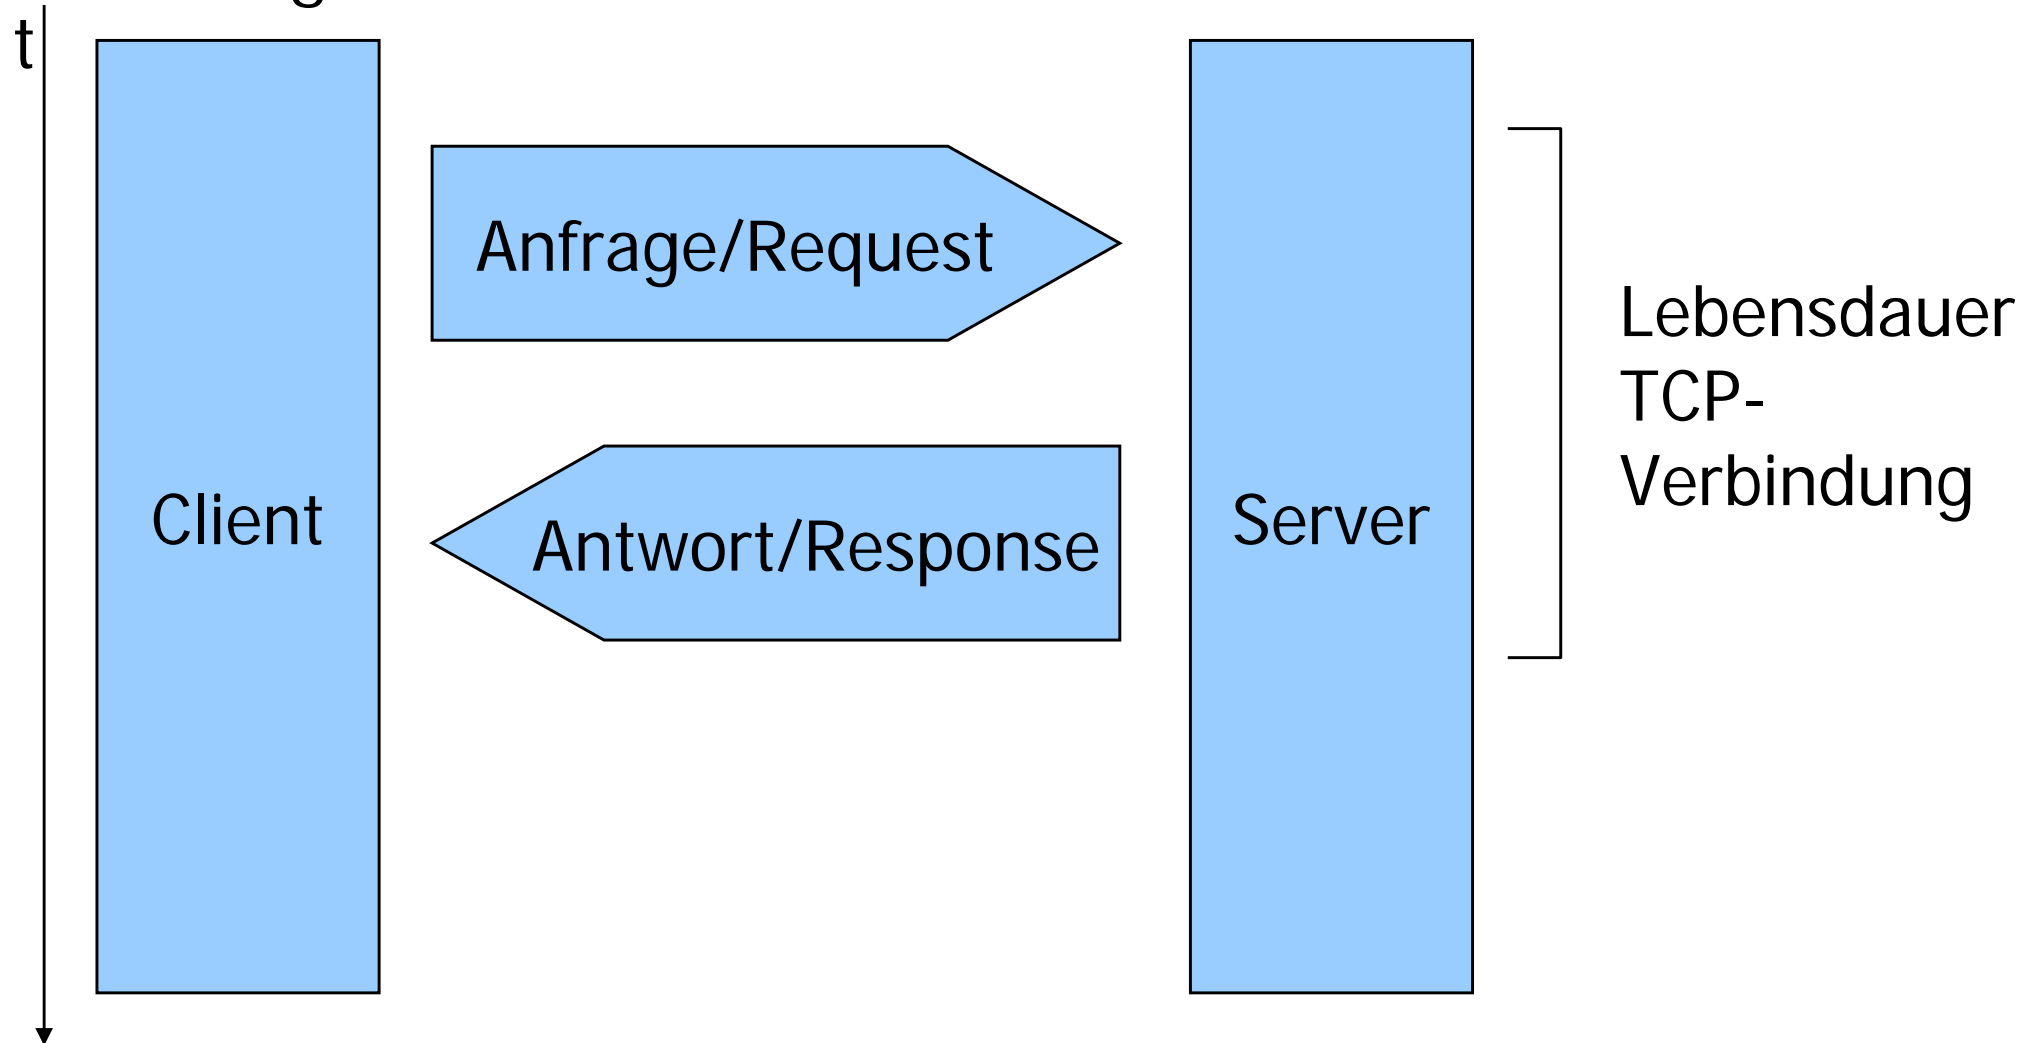 t
Anfrage/Request
Lebensdauer
TCP-
Verbindung
Client
Antwort/Response
Server